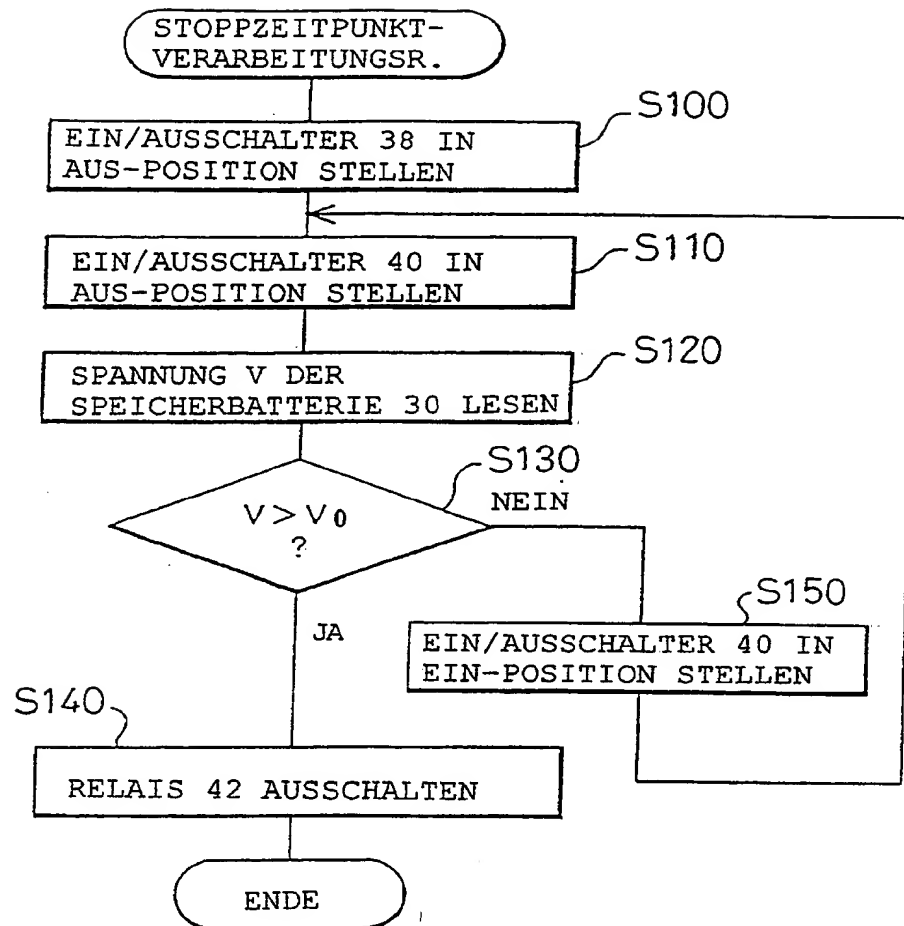 STOPPZEITPUNKT-
VERARBEITUNGSR.
S100
EIN/AUSSCHALTER 38 IN
AUS-POSITION STELLEN
S110
EIN/AUSSCHALTER 40 IN
AUS-POSITION STELLEN
S120
SPANNUNG V DER
SPEICHERBATTERIE 30 LESEN
S130
V > V0
?
NEIN
JA
S150
EIN/AUSSCHALTER 40 IN
EIN-POSITION STELLEN
S140
RELAIS 42 AUSSCHALTEN
ENDE